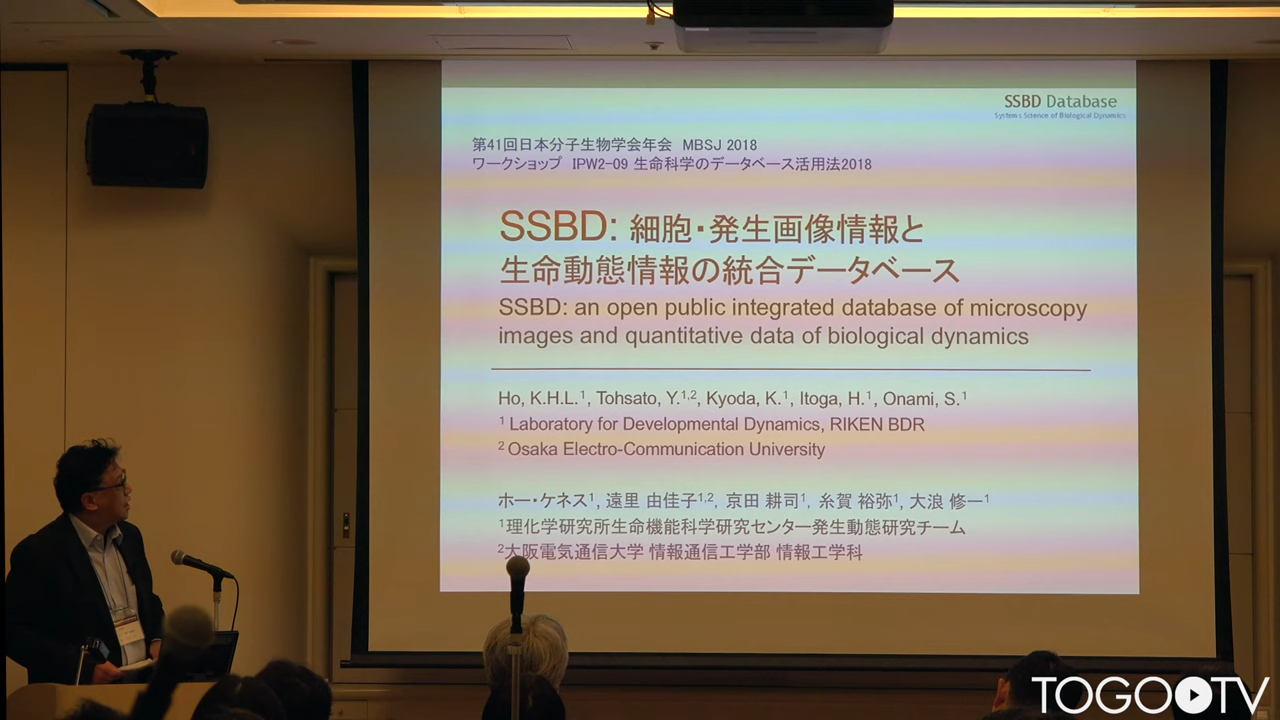 SSBD Database
Systems Science of Biological Dynamics
第41回日本分子生物学会年会 MBSJ 2018
ワークショップ IPW2-09 生命科学のデータベース活用法2018
SSBD: 細胞・発生画像情報と
生命動態情報の統合データベース
SSBD: an open public integrated database of microscopy
images and quantitative data of biological dynamics
Ho, K.H.L.¹, Tohsato, Y.¹,², Kyoda, K.¹, Itoga, H.¹, Onami, S.¹
¹ Laboratory for Developmental Dynamics, RIKEN BDR
² Osaka Electro-Communication University
ホー・ケネス¹, 遠里 由佳子¹,², 京田 耕司¹, 糸賀 裕弥¹, 大浪 修一¹
¹理化学研究所生命機能科学研究センター発生動態研究チーム
²大阪電気通信大学 情報通信工学部 情報工学科
TOGOTV